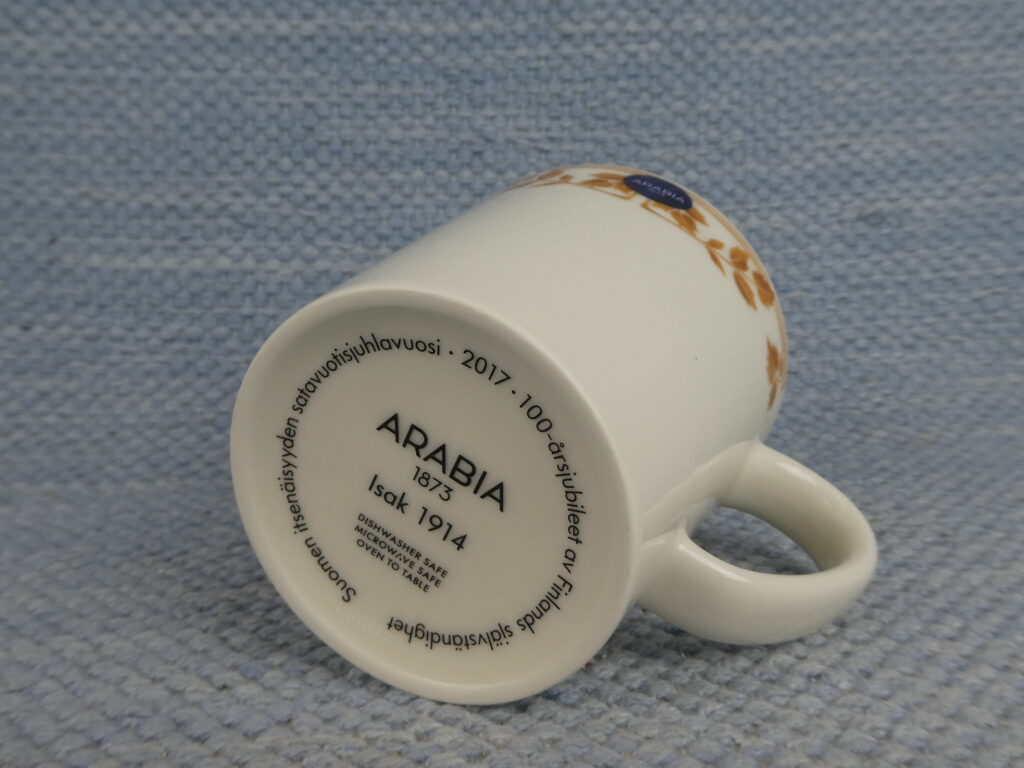 Suomen itsenäisyyden satavuotisjuhlavuosi · 2017 · 100-årsjubileet av Finlands självständighet
ARABIA
1873
Isak 1914
DISHWASHER SAFE
MICROWAVE SAFE
OVEN TO TABLE
ARABIA